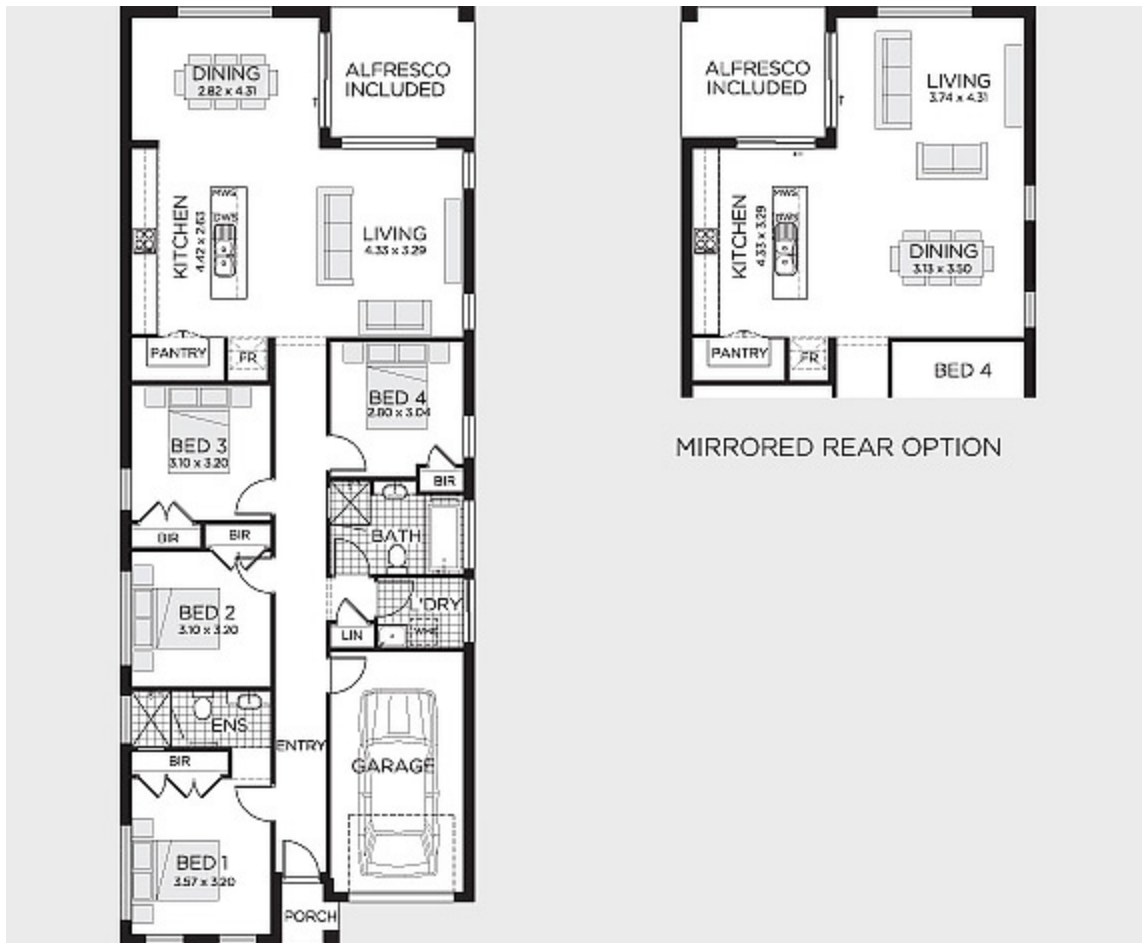 DINING
2.82 x 4.31
ALFRESCO
INCLUDED
KITCHEN
4.42 x 2.63
MWS
DWS
LIVING
4.33 x 3.29
PANTRY
FR
BED 4
2.80 x 3.04
BIR
BED 3
3.10 x 3.20
BIR
BIR
BATH
BED 2
3.10 x 3.20
L'DRY
LIN
ENS
BIR
ENTRY
GARAGE
BED 1
3.57 x 3.20
PORCH
ALFRESCO
INCLUDED
LIVING
3.74 x 4.31
KITCHEN
4.33 x 3.29
MWS
DWS
DINING
3.13 x 3.50
PANTRY
FR
BED 4
MIRRORED REAR OPTION